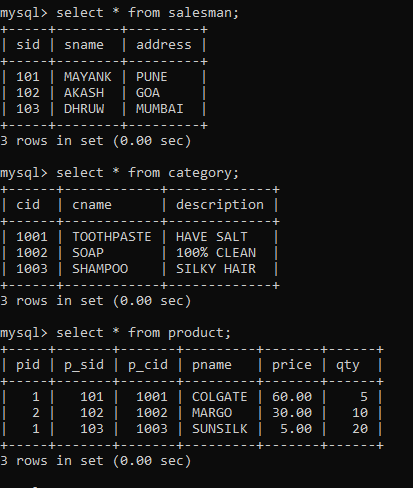 mysql> select * from salesman;
+-----+--------+---------+
| sid | sname  | address |
+-----+--------+---------+
| 101 | MAYANK | PUNE    |
| 102 | AKASH  | GOA     |
| 103 | DHRUW  | MUMBAI  |
+-----+--------+---------+
3 rows in set (0.00 sec)

mysql> select * from category;
+------+------------+-------------+
| cid  | cname      | description |
+------+------------+-------------+
| 1001 | TOOTHPASTE | HAVE SALT   |
| 1002 | SOAP       | 100% CLEAN  |
| 1003 | SHAMPOO    | SILKY HAIR  |
+------+------------+-------------+
3 rows in set (0.00 sec)

mysql> select * from product;
+-----+-------+-------+---------+-------+------+
| pid | p_sid | p_cid | pname   | price | qty  |
+-----+-------+-------+---------+-------+------+
|   1 |   101 |  1001 | COLGATE | 60.00 |    5 |
|   2 |   102 |  1002 | MARGO   | 30.00 |   10 |
|   1 |   103 |  1003 | SUNSILK |  5.00 |   20 |
+-----+-------+-------+---------+-------+------+
3 rows in set (0.00 sec)